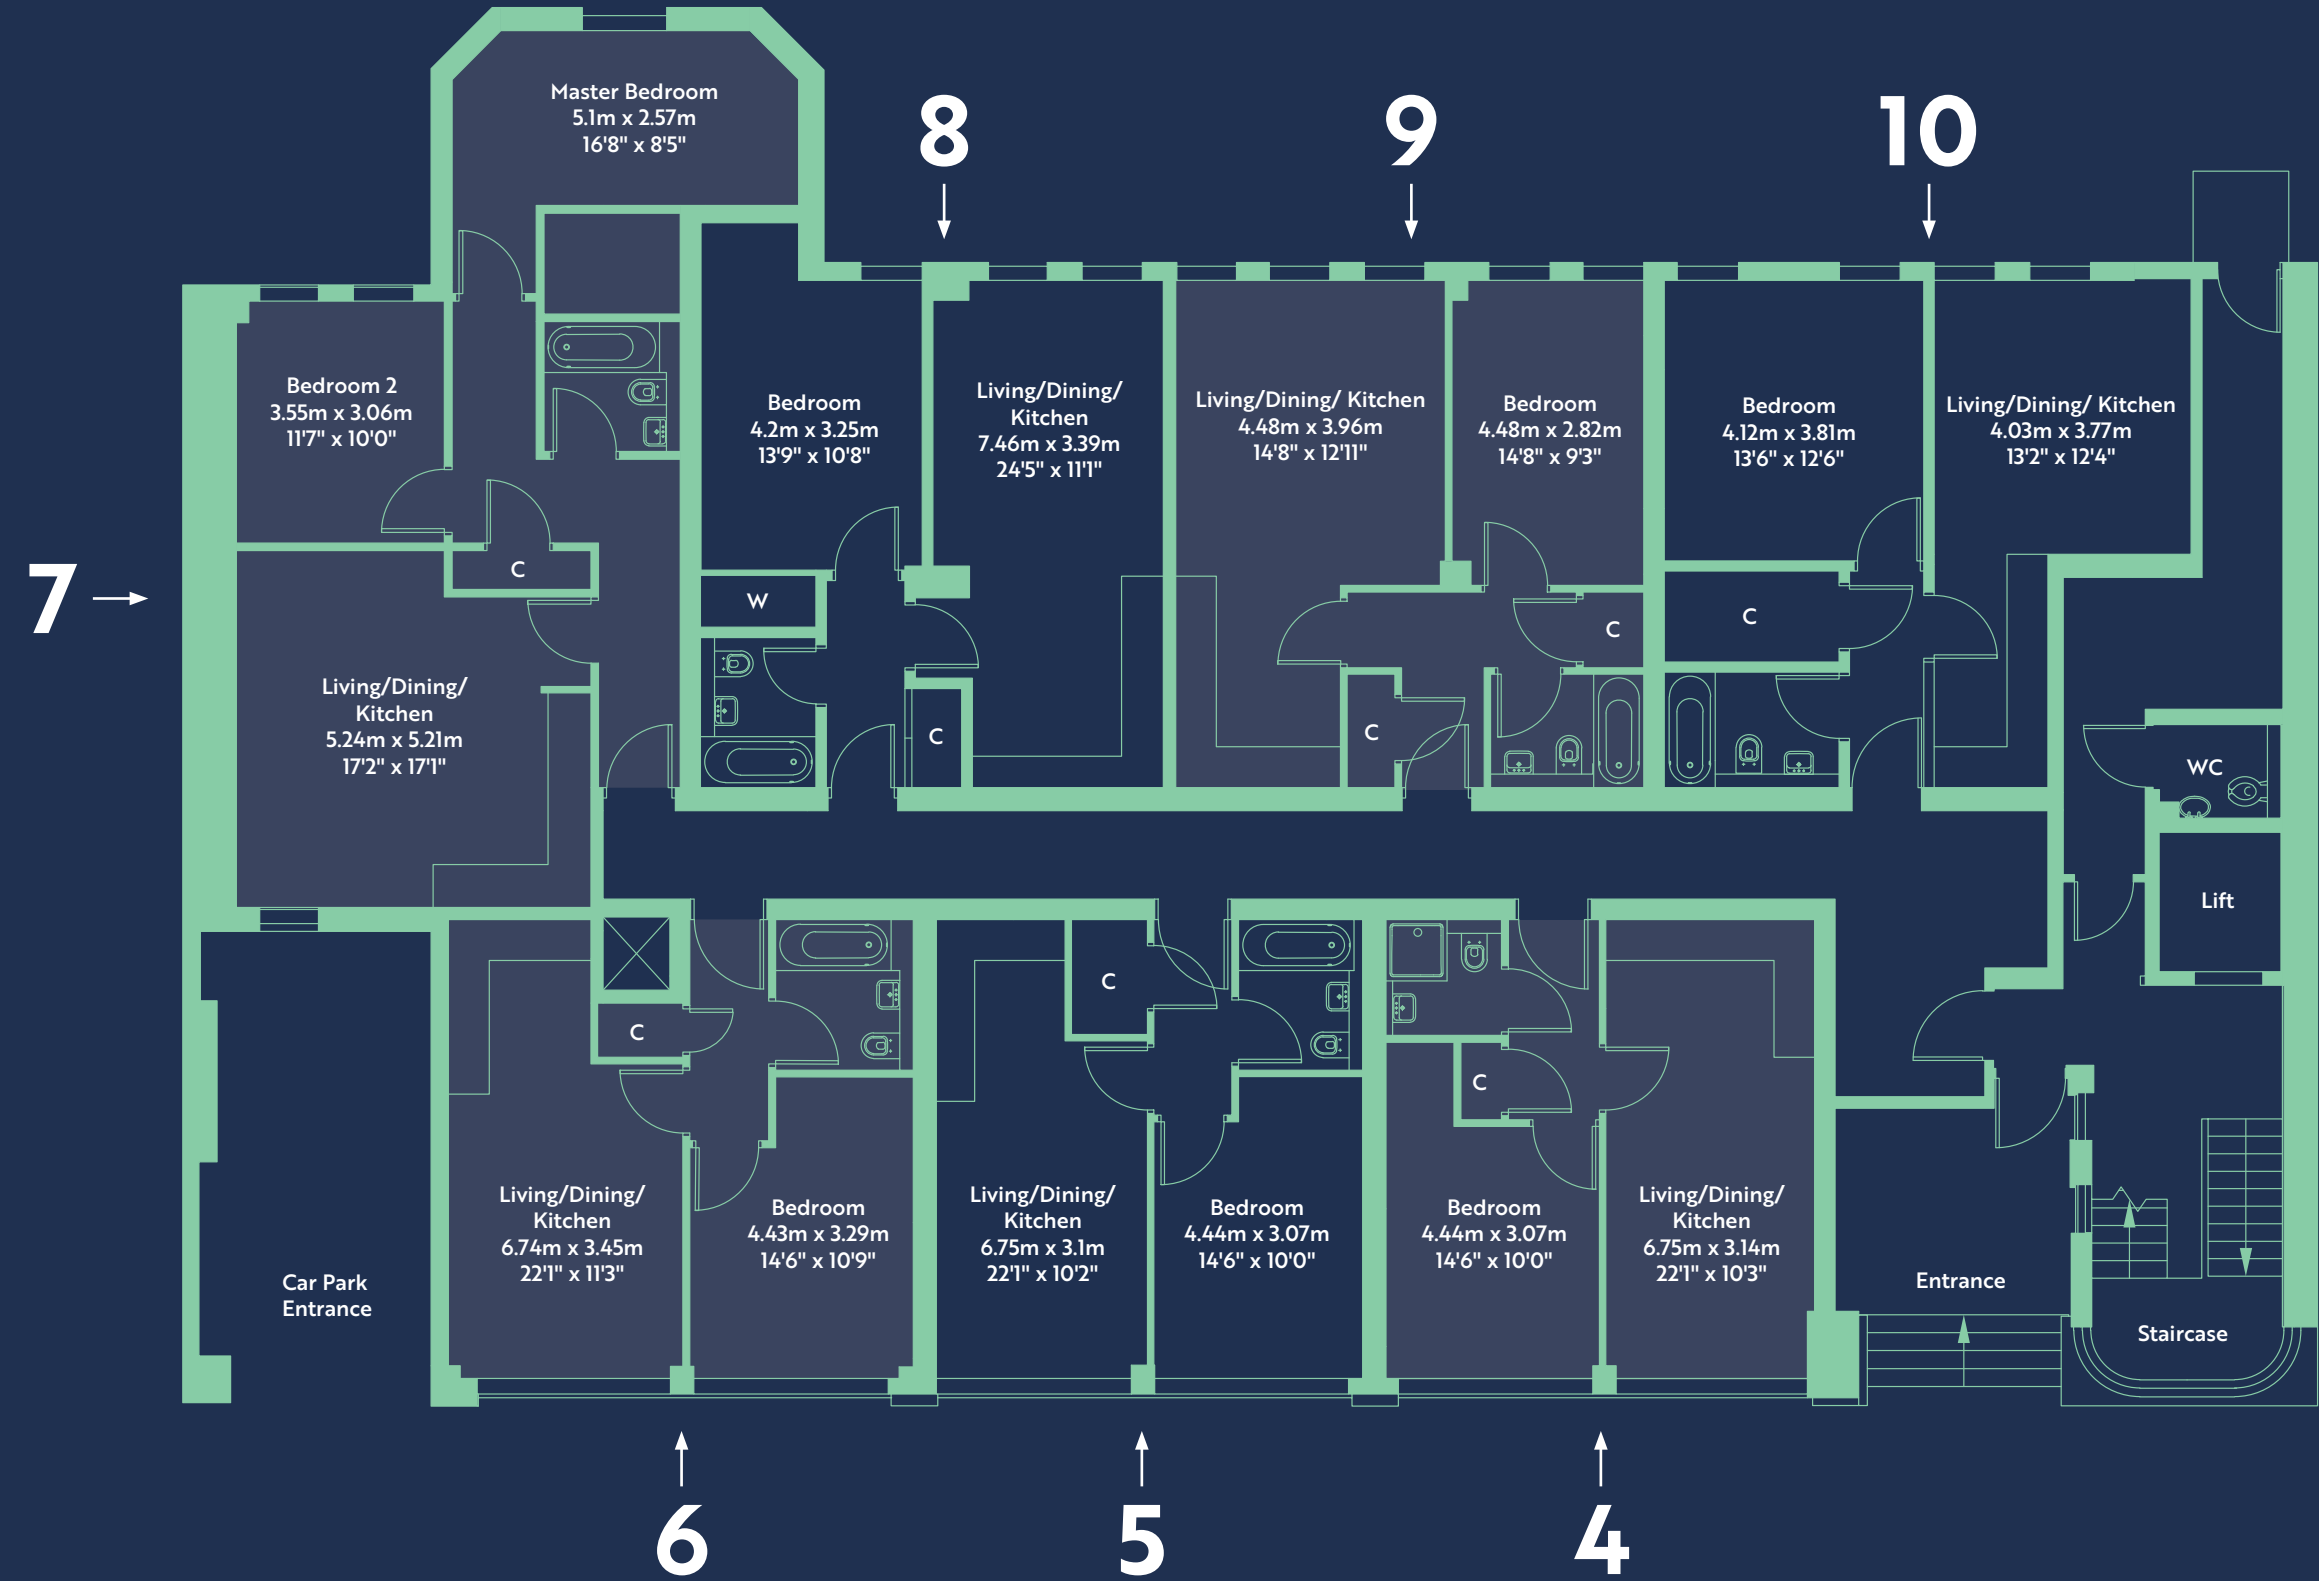 Master Bedroom
5.1m x 2.57m
16'8" x 8'5"
8
9
10
Bedroom 2
3.55m x 3.06m
11'7" x 10'0"
Bedroom
4.2m x 3.25m
13'9" x 10'8"
Living/Dining/
Kitchen
7.46m x 3.39m
24'5" x 11'1"
Living/Dining/ Kitchen
4.48m x 3.96m
14'8" x 12'11"
Bedroom
4.48m x 2.82m
14'8" x 9'3"
Bedroom
4.12m x 3.81m
13'6" x 12'6"
Living/Dining/ Kitchen
4.03m x 3.77m
13'2" x 12'4"
7
C
W
C
C
Living/Dining/
Kitchen
5.24m x 5.21m
17'2" x 17'1"
C
C
WC
Lift
C
C
C
Living/Dining/
Kitchen
6.74m x 3.45m
22'1" x 11'3"
Bedroom
4.43m x 3.29m
14'6" x 10'9"
Living/Dining/
Kitchen
6.75m x 3.1m
22'1" x 10'2"
Bedroom
4.44m x 3.07m
14'6" x 10'0"
Bedroom
4.44m x 3.07m
14'6" x 10'0"
Living/Dining/
Kitchen
6.75m x 3.14m
22'1" x 10'3"
Car Park
Entrance
Entrance
Staircase
6
5
4